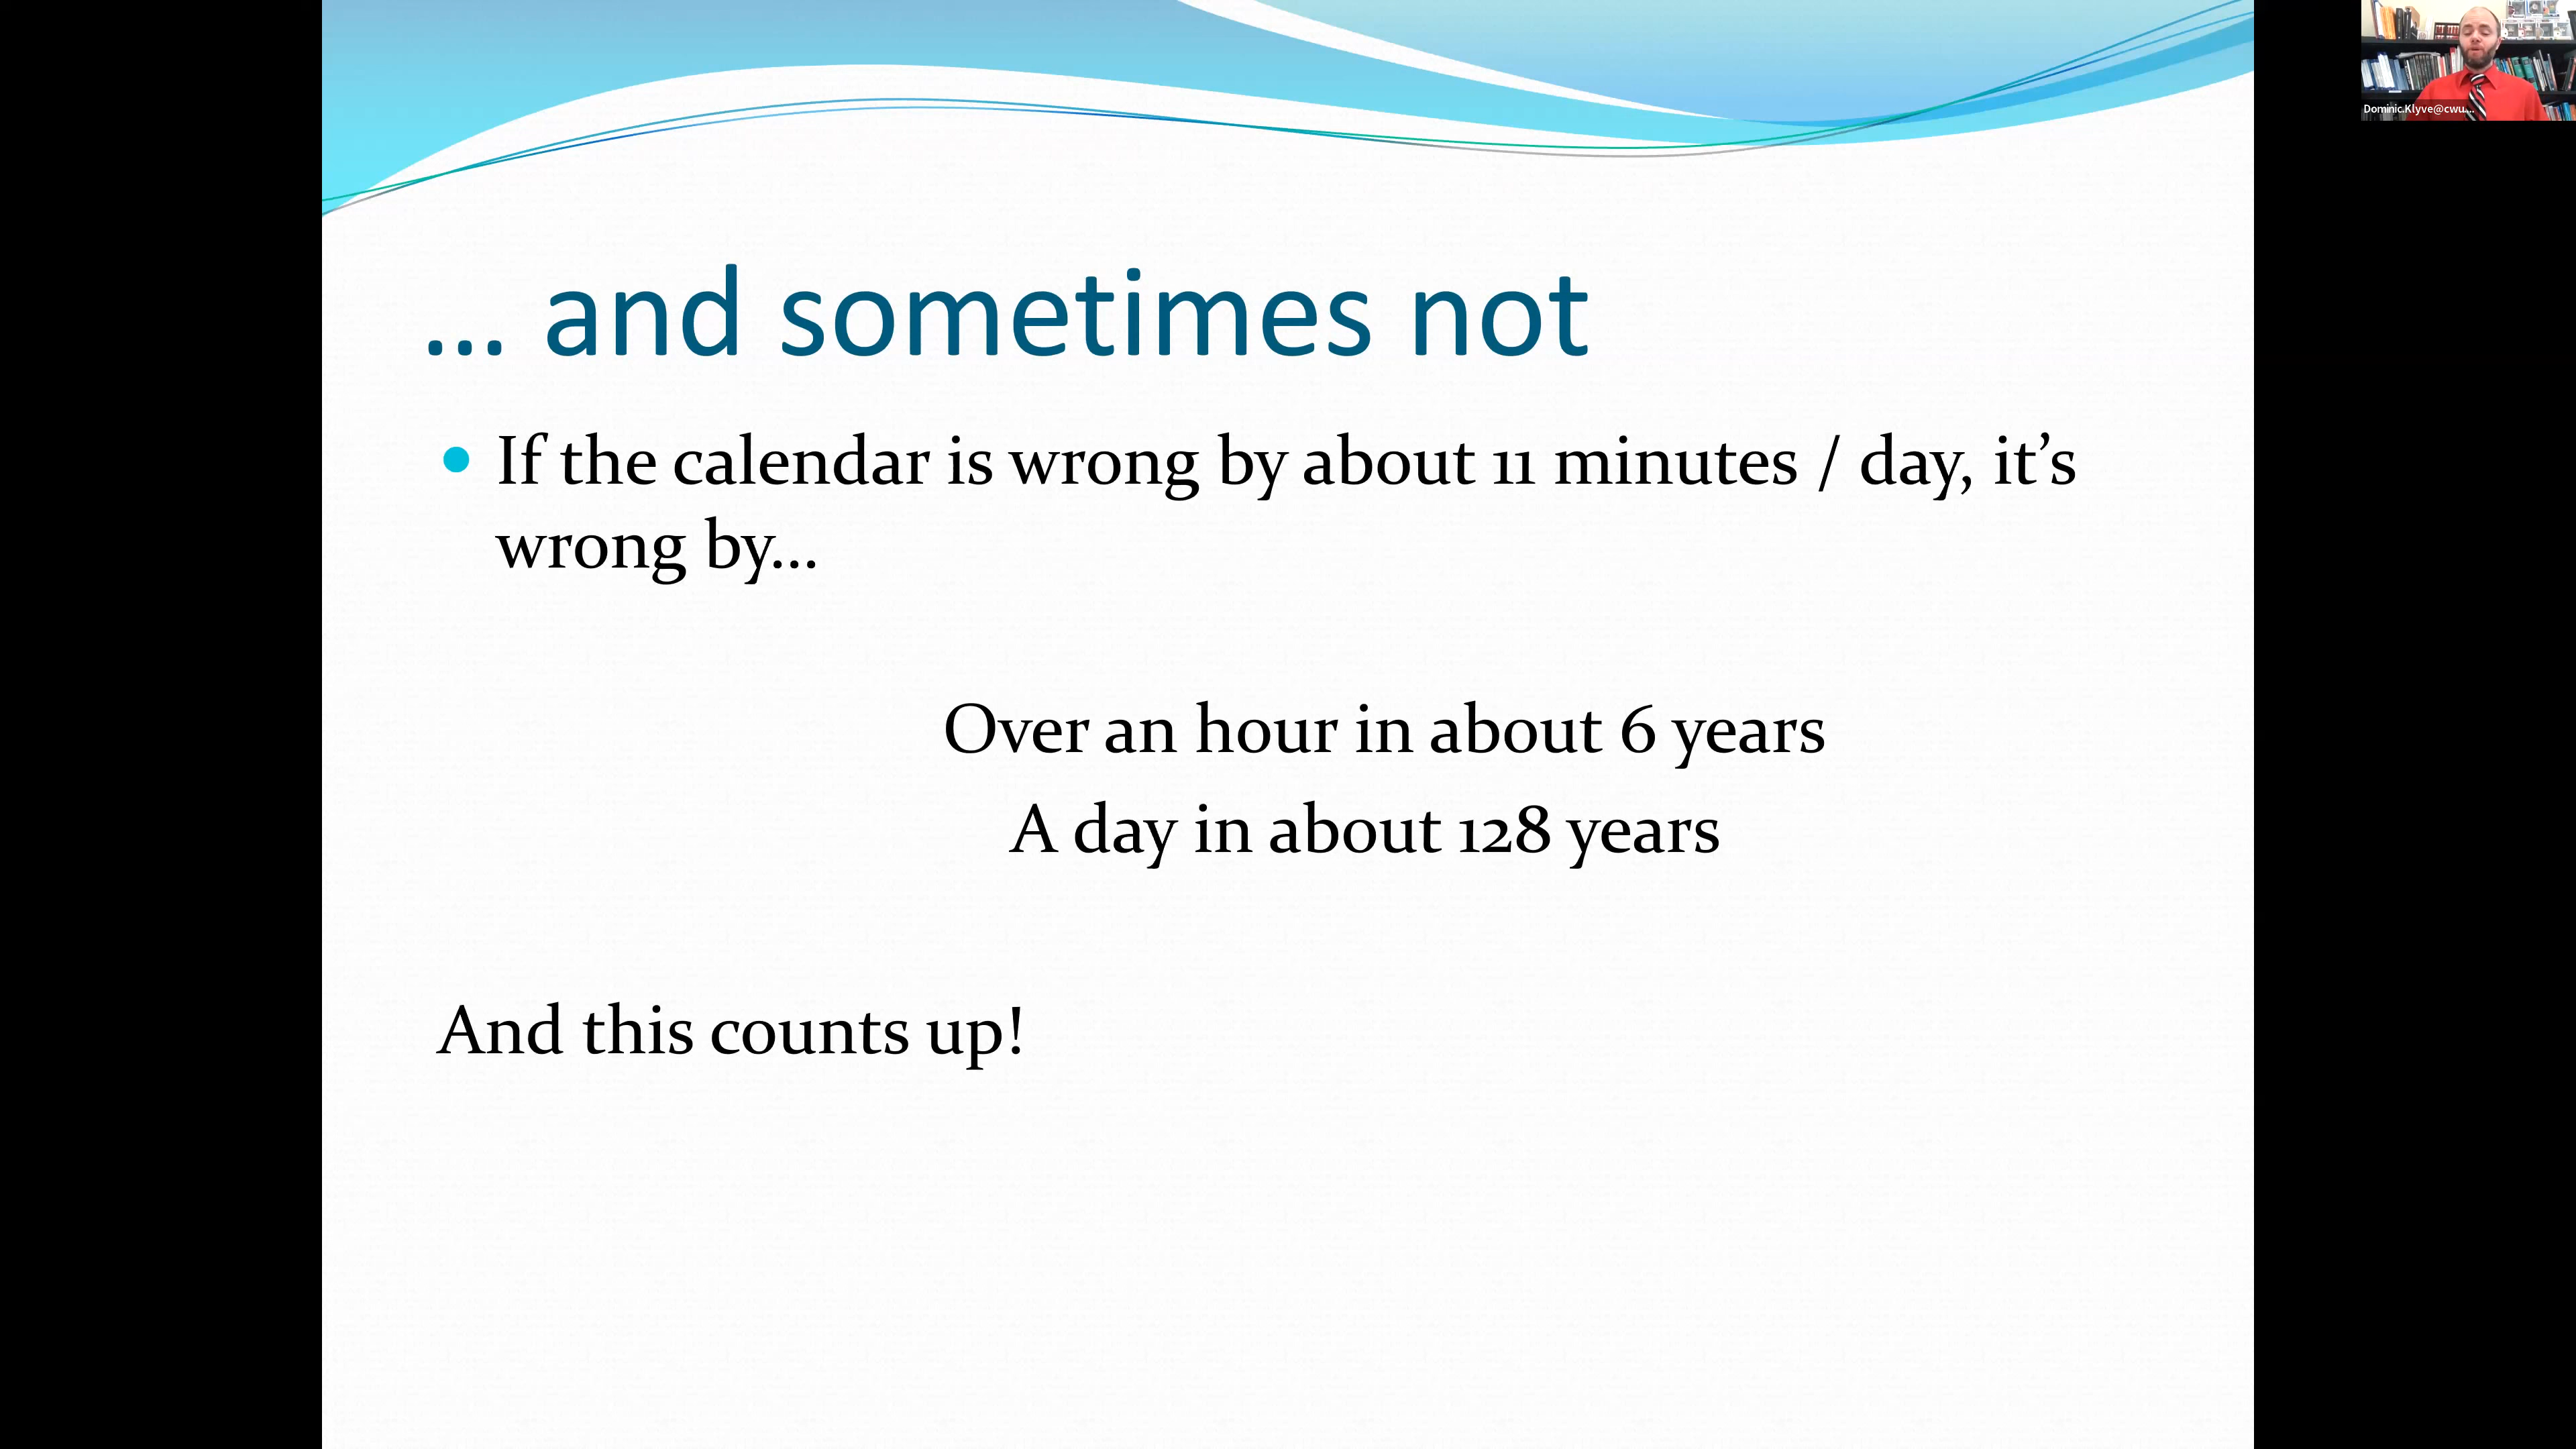 ... and sometimes not
If the calendar is wrong by about 11 minutes / day, it’s
wrong by...
Over an hour in about 6 years
A day in about 128 years
And this counts up!
Dominic.Klyve@cwu....